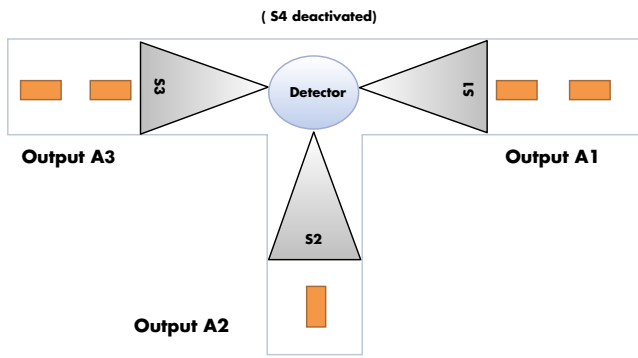 ( S4 deactivated)
S3
Detector
S1
Output A3
Output A1
S2
Output A2